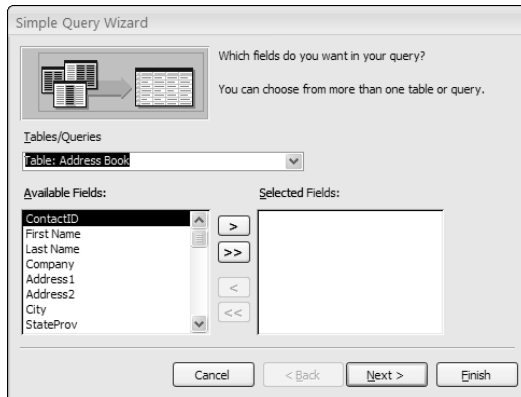 Simple Query Wizard
Which fields do you want in your query?
You can choose from more than one table or query.
Tables/Queries
Table: Address Book
Available Fields:
Selected Fields:
ContactID
First Name
Last Name
Company
Address1
Address2
City
StateProv
>
>>
<
<<
Cancel
< Back
Next >
Finish